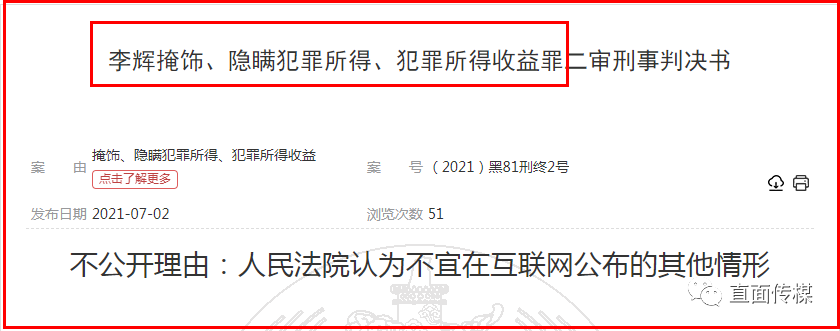 李辉掩饰、隐瞒犯罪所得、犯罪所得收益罪二审刑事判决书
案 由 掩饰、隐瞒犯罪所得、犯罪所得收益 案 号 （2021）黑81刑终2号
点击了解更多
发布日期 2021-07-02 浏览次数 51
不公开理由：人民法院认为不宜在互联网公布的其他情形
直面传媒